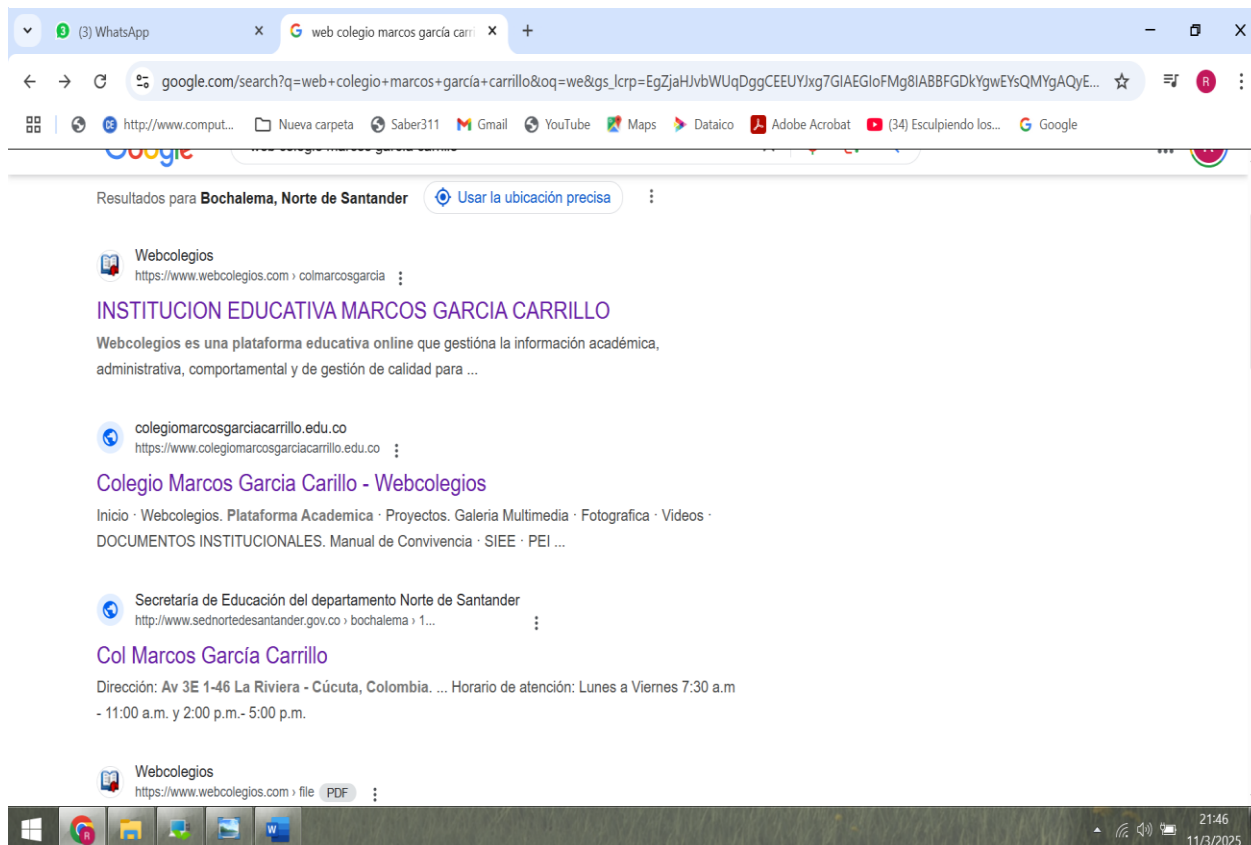 (3) WhatsApp
web colegio marcos garcía carri
google.com/search?q=web+colegio+marcos+garcía+carrillo&oq=we&gs_lcrp=EgZjaHJvbWUqDggCEEUYJxg7GIAEGIoFMg8IABBFGDkYgwEYsQMYgAQyE...
R
http://www.comput...
Nueva carpeta
Saber311
Gmail
YouTube
Maps
Dataico
Adobe Acrobat
(34) Esculpiendo los...
Google
Google
web colegio marcos garcía carrillo
Resultados para Bochalema, Norte de Santander
Usar la ubicación precisa
Webcolegios
https://www.webcolegios.com › colmarcosgarcia
INSTITUCION EDUCATIVA MARCOS GARCIA CARRILLO
Webcolegios es una plataforma educativa online que gestióna la información académica,
administrativa, comportamental y de gestión de calidad para ...
colegiomarcosgarciacarrillo.edu.co
https://www.colegiomarcosgarciacarrillo.edu.co
Colegio Marcos Garcia Carillo - Webcolegios
Inicio · Webcolegios. Plataforma Academica · Proyectos. Galeria Multimedia · Fotografica · Videos ·
DOCUMENTOS INSTITUCIONALES. Manual de Convivencia · SIEE · PEI ...
Secretaría de Educación del departamento Norte de Santander
http://www.sednortedesantander.gov.co › bochalema › 1...
Col Marcos García Carrillo
Dirección: Av 3E 1-46 La Riviera - Cúcuta, Colombia. ... Horario de atención: Lunes a Viernes 7:30 a.m
- 11:00 a.m. y 2:00 p.m.- 5:00 p.m.
Webcolegios
https://www.webcolegios.com › file PDF
21:46
11/3/2025